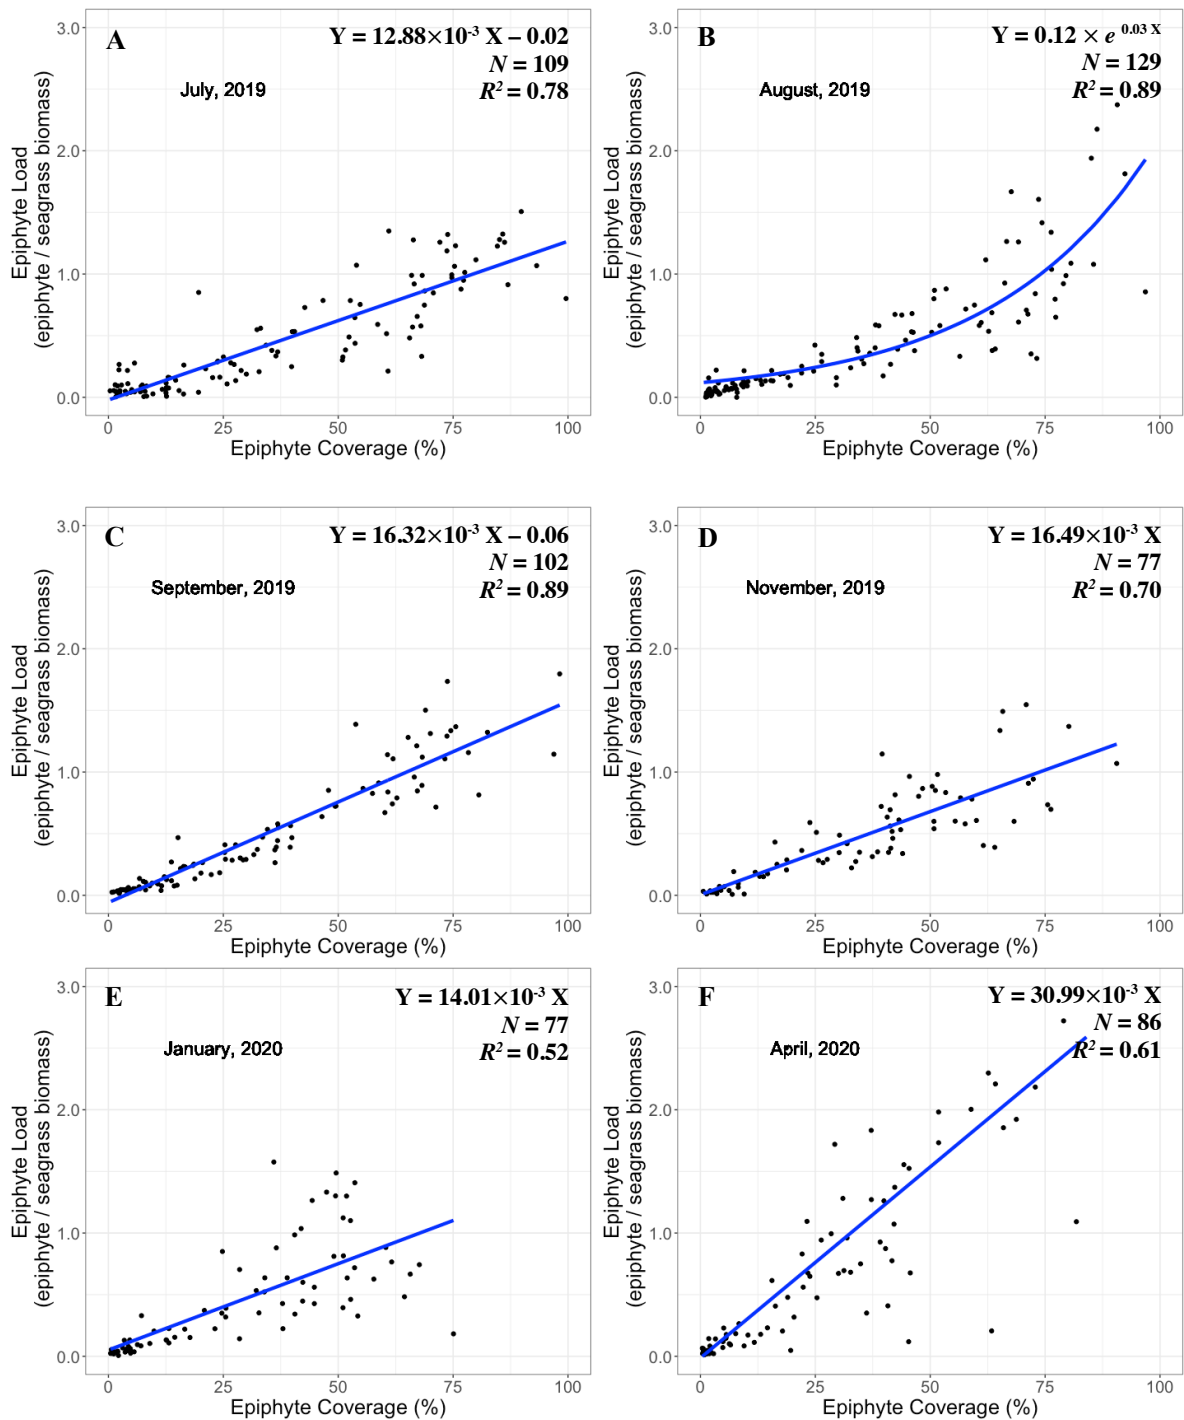 A
Y = 12.88×10⁻³ X – 0.02
N = 109
R² = 0.78
July, 2019
3.0
2.0
1.0
0.0
Epiphyte Load
(epiphyte / seagrass biomass)
0 25 50 75 100
Epiphyte Coverage (%)
B
Y = 0.12 × e ⁰·⁰³ ˣ
N = 129
R² = 0.89
August, 2019
3.0
2.0
1.0
0.0
Epiphyte Load
(epiphyte / seagrass biomass)
0 25 50 75 100
Epiphyte Coverage (%)
C
Y = 16.32×10⁻³ X – 0.06
N = 102
R² = 0.89
September, 2019
3.0
2.0
1.0
0.0
Epiphyte Load
(epiphyte / seagrass biomass)
0 25 50 75 100
Epiphyte Coverage (%)
D
Y = 16.49×10⁻³ X
N = 77
R² = 0.70
November, 2019
3.0
2.0
1.0
0.0
Epiphyte Load
(epiphyte / seagrass biomass)
0 25 50 75 100
Epiphyte Coverage (%)
E
Y = 14.01×10⁻³ X
N = 77
R² = 0.52
January, 2020
3.0
2.0
1.0
0.0
Epiphyte Load
(epiphyte / seagrass biomass)
0 25 50 75 100
Epiphyte Coverage (%)
F
Y = 30.99×10⁻³ X
N = 86
R² = 0.61
April, 2020
3.0
2.0
1.0
0.0
Epiphyte Load
(epiphyte / seagrass biomass)
0 25 50 75 100
Epiphyte Coverage (%)